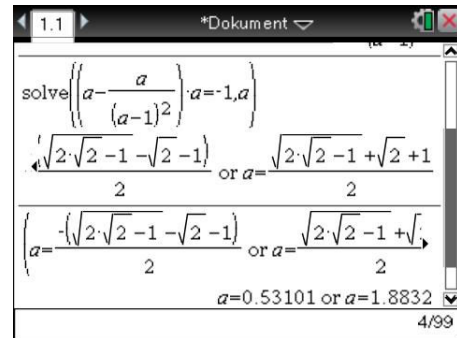 1.1 *Dokument
solve((a-a/(a-1)^2)·a=-1,a)
(√(2·√2-1)-√2-1)/2 or a=(√(2·√2-1)+√2+1)/2
(a=-(√(2·√2-1)-√2-1)/2 or a=(√(2·√2-1)+√
a=0.53101 or a=1.8832
4/99